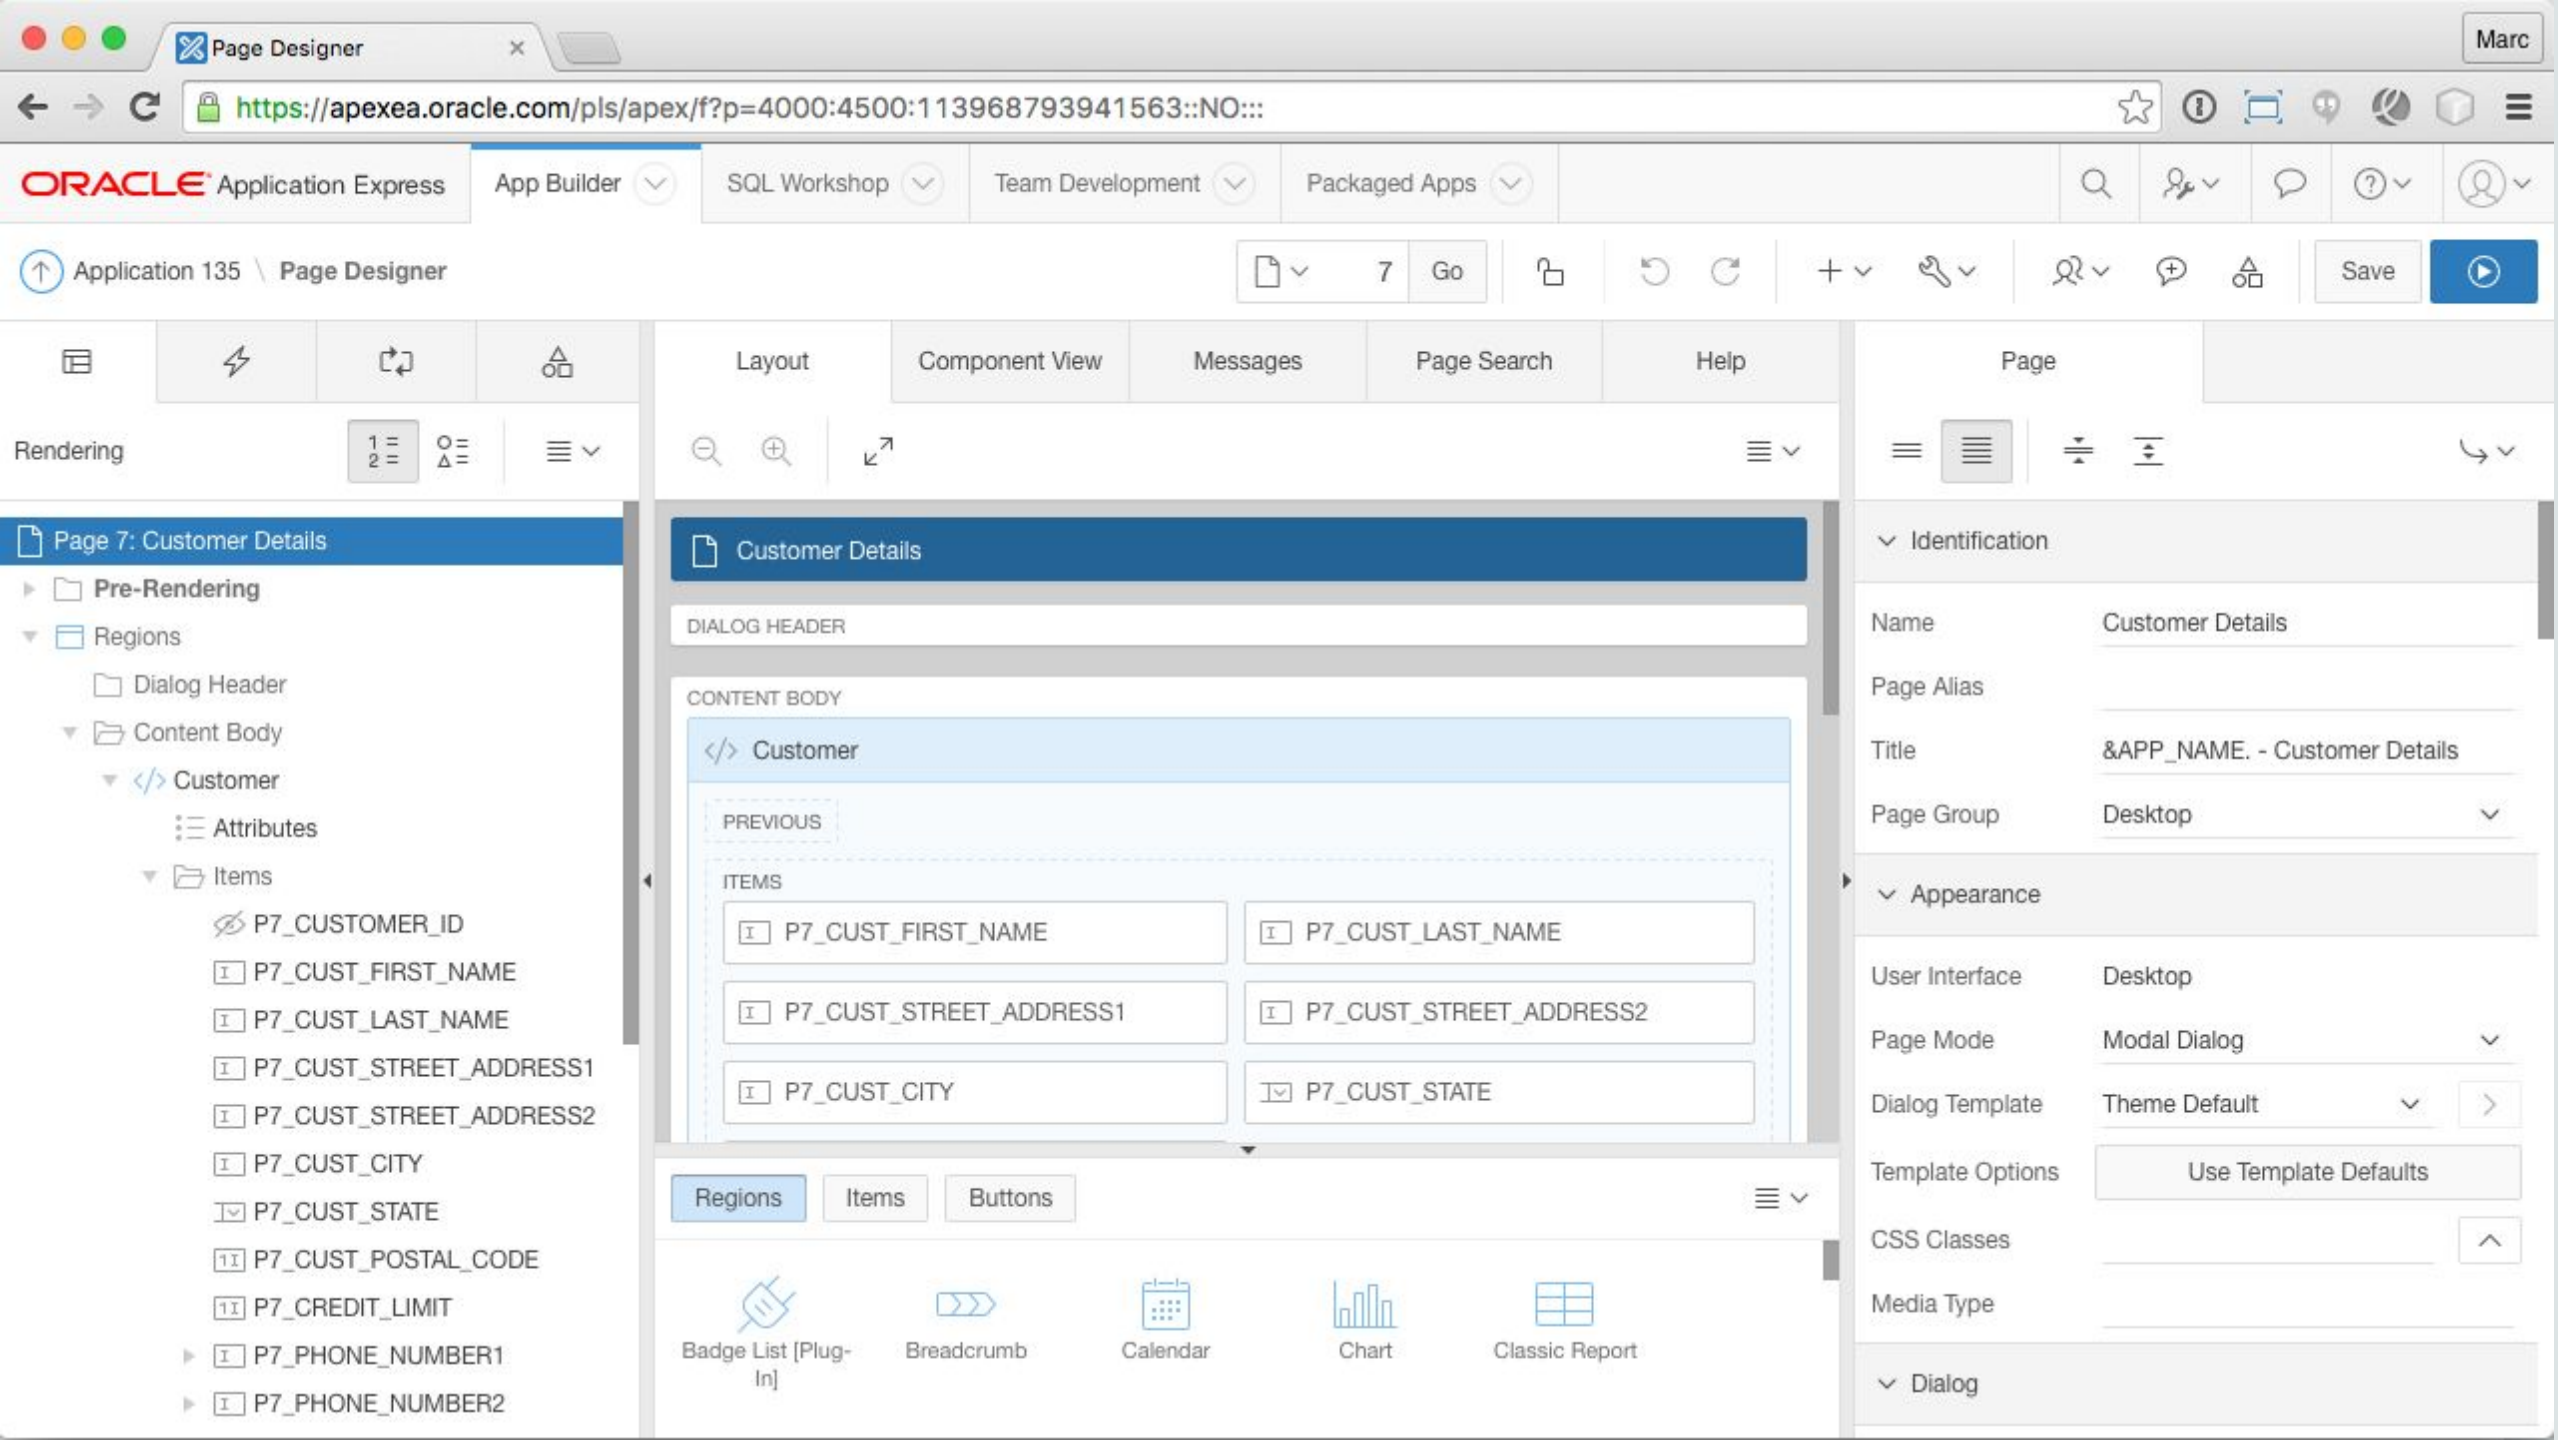 Page Designer
Marc
https://apexea.oracle.com/pls/apex/f?p=4000:4500:113968793941563::NO:::
ORACLE Application Express
App Builder
SQL Workshop
Team Development
Packaged Apps
Application 135 \ Page Designer
7
Go
Save
Rendering
Page 7: Customer Details
Pre-Rendering
Regions
Dialog Header
Content Body
Customer
Attributes
Items
P7_CUSTOMER_ID
P7_CUST_FIRST_NAME
P7_CUST_LAST_NAME
P7_CUST_STREET_ADDRESS1
P7_CUST_STREET_ADDRESS2
P7_CUST_CITY
P7_CUST_STATE
P7_CUST_POSTAL_CODE
P7_CREDIT_LIMIT
P7_PHONE_NUMBER1
P7_PHONE_NUMBER2
Layout
Component View
Messages
Page Search
Help
Customer Details
DIALOG HEADER
CONTENT BODY
Customer
PREVIOUS
ITEMS
P7_CUST_FIRST_NAME
P7_CUST_LAST_NAME
P7_CUST_STREET_ADDRESS1
P7_CUST_STREET_ADDRESS2
P7_CUST_CITY
P7_CUST_STATE
Regions
Items
Buttons
Badge List [Plug-
In]
Breadcrumb
Calendar
Chart
Classic Report
Page
Identification
Name
Customer Details
Page Alias
Title
&APP_NAME. - Customer Details
Page Group
Desktop
Appearance
User Interface
Desktop
Page Mode
Modal Dialog
Dialog Template
Theme Default
Template Options
Use Template Defaults
CSS Classes
Media Type
Dialog